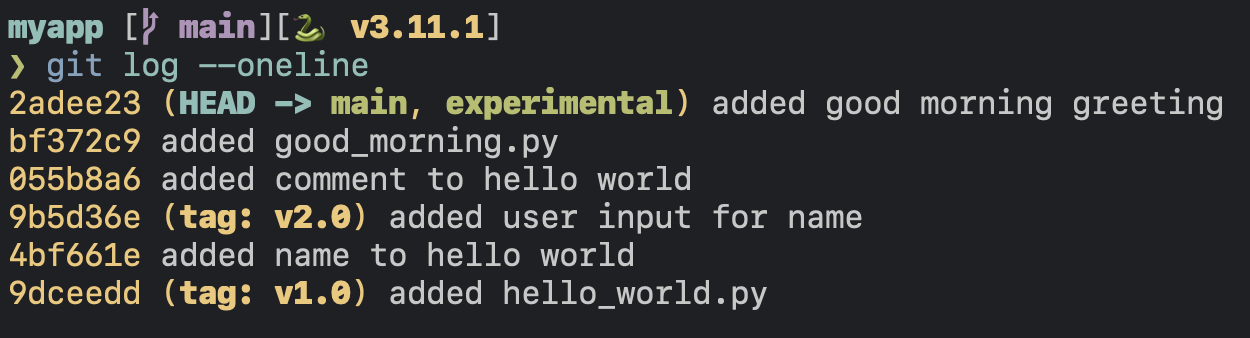 myapp [ main][🐍 v3.11.1]
❯ git log --oneline
2adee23 (HEAD -> main, experimental) added good morning greeting
bf372c9 added good_morning.py
055b8a6 added comment to hello world
9b5d36e (tag: v2.0) added user input for name
4bf661e added name to hello world
9dceedd (tag: v1.0) added hello_world.py